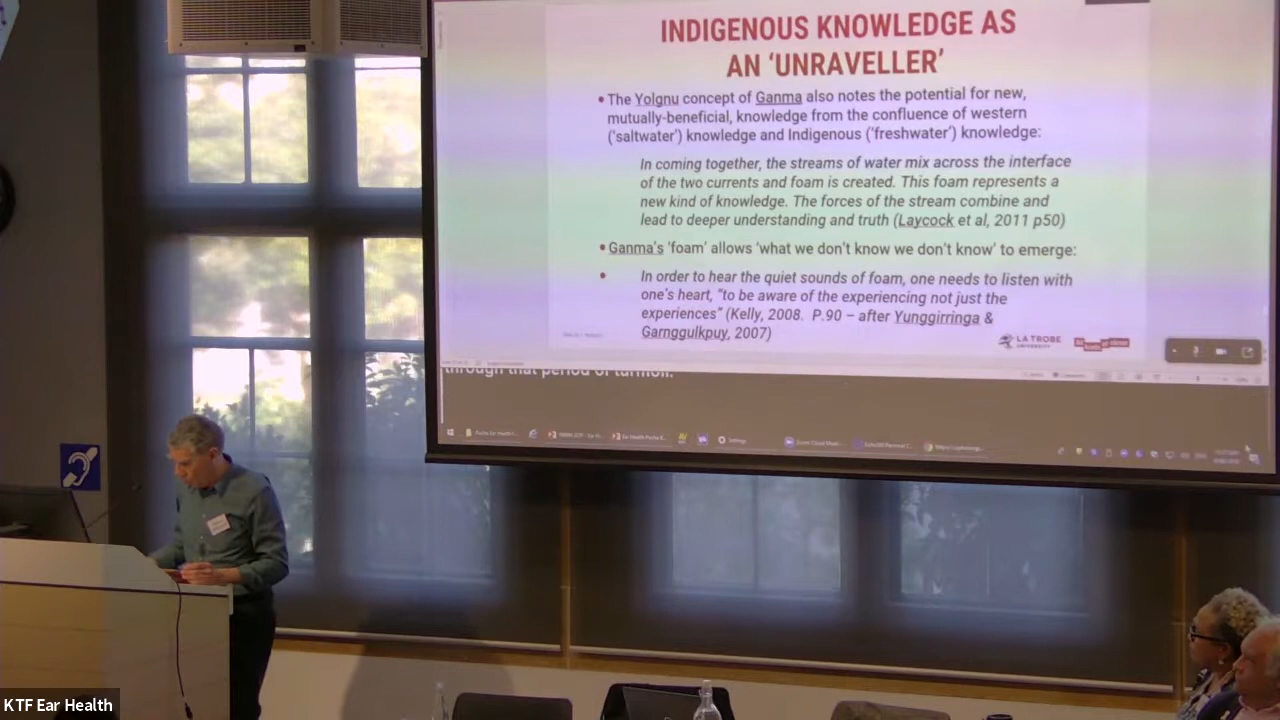 INDIGENOUS KNOWLEDGE AS
AN ‘UNRAVELLER’
• The Yolgnu concept of Ganma also notes the potential for new,
mutually-beneficial, knowledge from the confluence of western
(‘saltwater’) knowledge and Indigenous (‘freshwater’) knowledge:
In coming together, the streams of water mix across the interface
of the two currents and foam is created. This foam represents a
new kind of knowledge. The forces of the stream combine and
lead to deeper understanding and truth (Laycock et al, 2011 p50)
• Ganma’s ‘foam’ allows ‘what we don’t know we don’t know’ to emerge:
• In order to hear the quiet sounds of foam, one needs to listen with
one’s heart, “to be aware of the experiencing not just the
experiences” (Kelly, 2008. P.90 – after Yunggirringa &
Garnggulkpuy, 2007)
LA TROBE
UNIVERSITY
through that period of turmoil.
Settings
KTF Ear Health